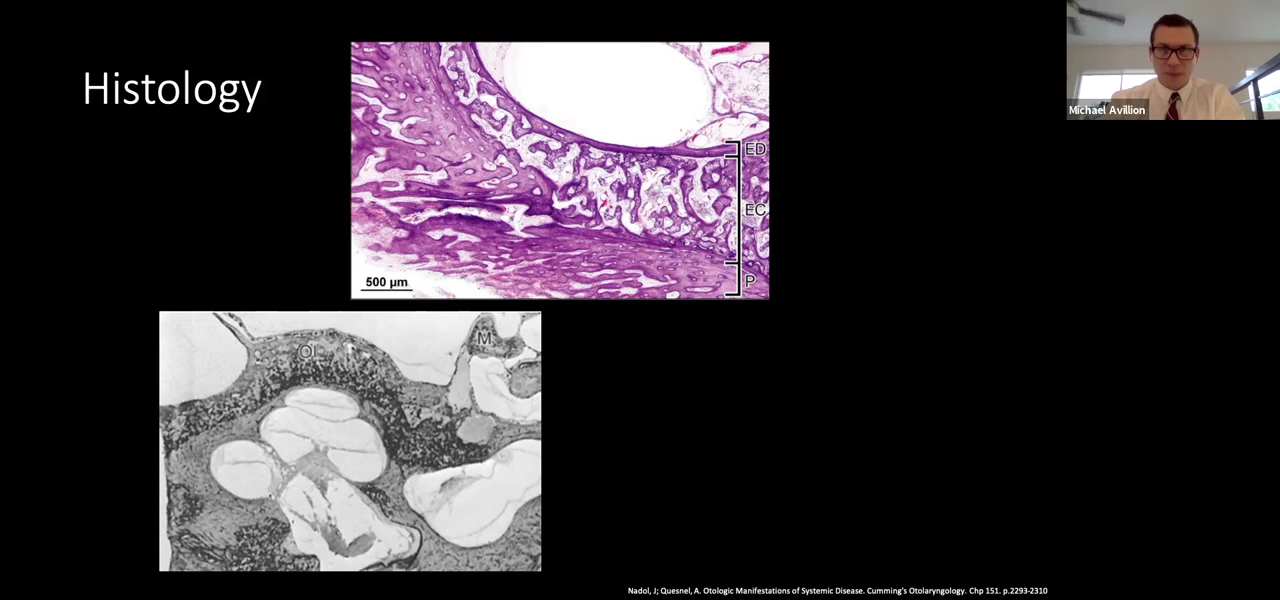 Histology
Michael Avillion
ED
EC
P
500 µm
OI
M
Nadol, J; Quesnel, A. Otologic Manifestations of Systemic Disease. Cumming's Otolaryngology. Chp 151. p.2293-2310